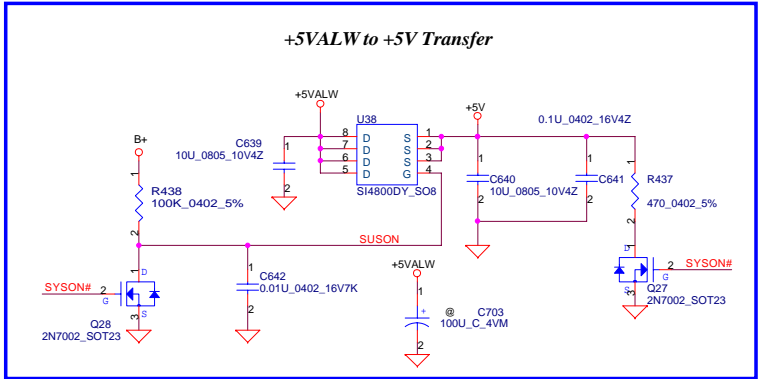 +5VALW to +5V Transfer
+5VALW
+5V
0.1U_0402_16V4Z
U38
B+
C639
10U_0805_10V4Z
1
2
8 D S 1
7 D S 2
6 D S 3
5 D G 4
SI4800DY_SO8
1
C640
10U_0805_10V4Z
2
1
C641
2
1
R437
470_0402_5%
2
1
R438
100K_0402_5%
2
SUSON
1
C642
0.01U_0402_16V7K
2
+5VALW
1
+
@ C703
100U_C_4VM
2
SYSON# 2
G
1
D
3
S
Q28
2N7002_SOT23
1
D
2 SYSON#
G
3
S
Q27
2N7002_SOT23